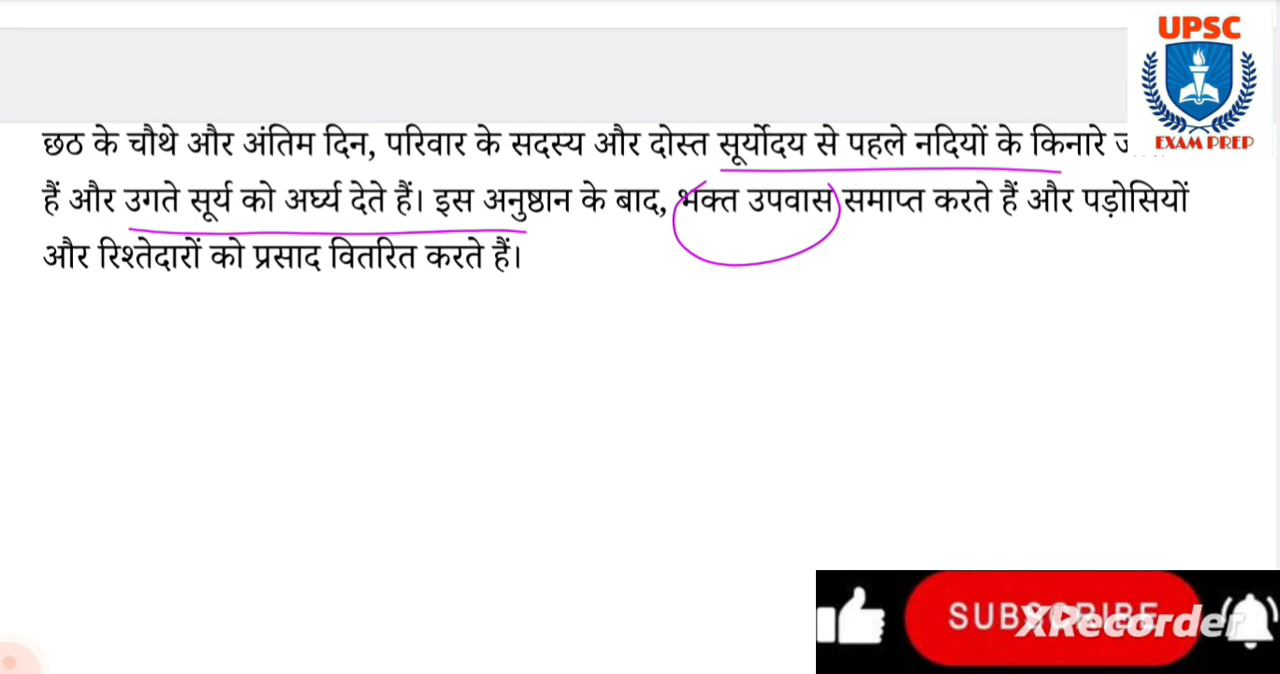 UPSC
EXAM PREP
छठ के चौथे और अंतिम दिन, परिवार के सदस्य और दोस्त सूर्योदय से पहले नदियों के किनारे
हैं और उगते सूर्य को अर्घ्य देते हैं। इस अनुष्ठान के बाद, भक्त उपवास समाप्त करते हैं और पड़ोसियों
और रिश्तेदारों को प्रसाद वितरित करते हैं।
SUBSCRIBE
XRecorder